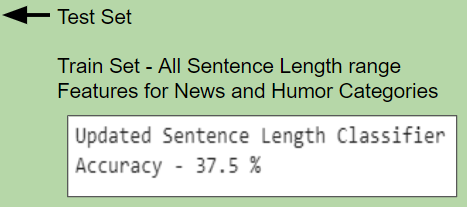 Test Set
Train Set - All Sentence Length range
Features for News and Humor Categories
Updated Sentence Length Classifier
Accuracy - 37.5 %